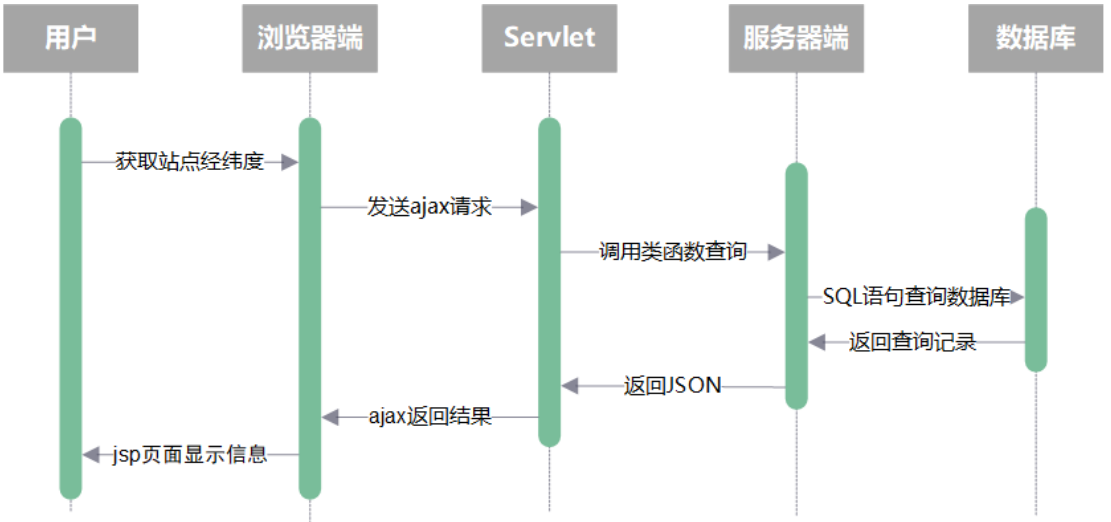 用户
浏览器端
Servlet
服务器端
数据库
获取站点经纬度
发送ajax请求
调用类函数查询
SQL语句查询数据库
返回查询记录
返回JSON
ajax返回结果
jsp页面显示信息